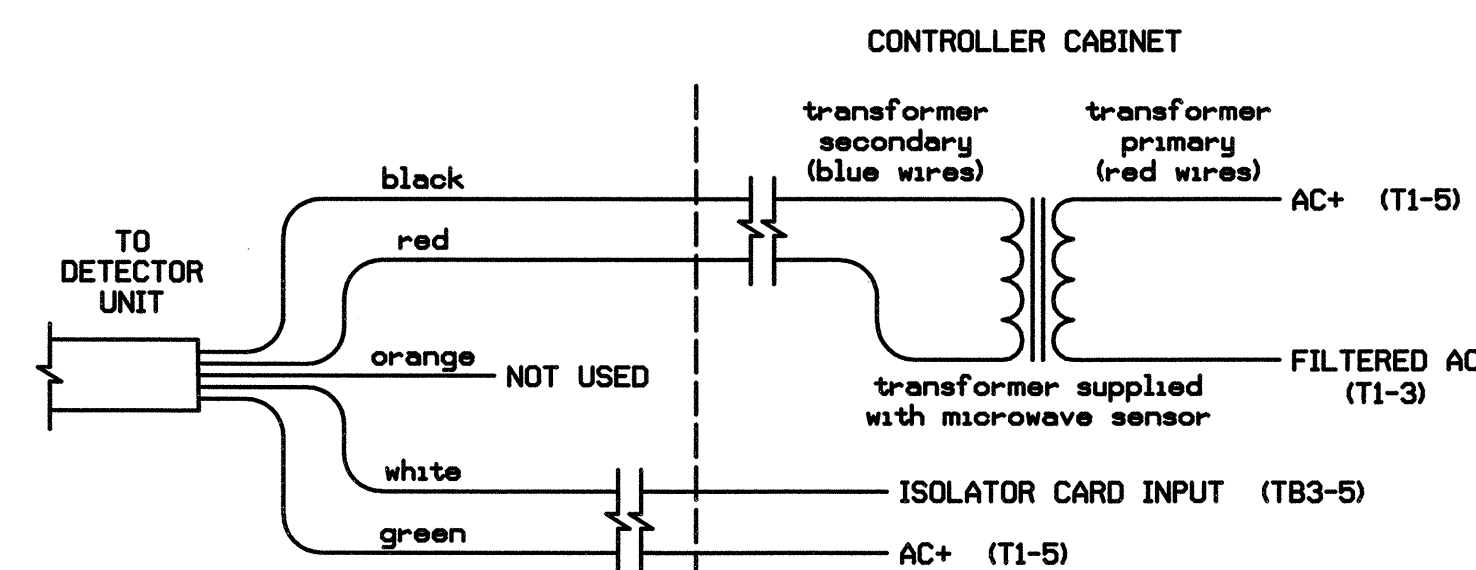 CONTROLLER CABINET
transformer
secondary
(blue wires)
transformer
primary
(red wires)
black
AC+ (T1-5)
red
TO
DETECTOR
UNIT
orange
NOT USED
FILTERED AC
(T1-3)
transformer supplied
with microwave sensor
white
ISOLATOR CARD INPUT (TB3-5)
green
AC+ (T1-5)